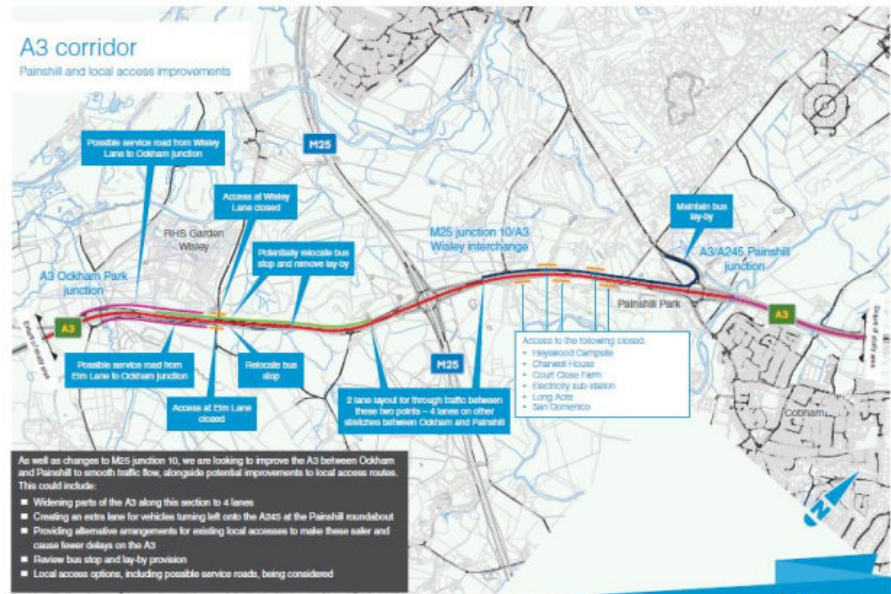 A3 corridor
Painshill and local access improvements
M25
Possible service road from Wisley
Lane to Ockham junction
Access at Wisley
Lane closed
RHS Garden
Wisley
Potentially relocate bus
stop and remove lay-by
M25 junction 10/A3
Wisley interchange
Maintain bus
lay-by
A3/A245 Painshill
junction
A3 Ockham Park
junction
Painshill Park
A3
A3
Extent of study area
Extent of study area
Possible service road from
Elm Lane to Ockham junction
Relocate bus
stop
Access at Elm Lane
closed
M25
2 lane layout for through traffic between
these two points – 4 lanes on other
stretches between Ockham and Painshill
Access to the following closed:
• Heyswood Campsite
• Charwell House
• Court Close Farm
• Electricity sub-station
• Long Acre
• San Domenico
Cobham
N
As well as changes to M25 junction 10, we are looking to improve the A3 between Ockham
and Painshill to smooth traffic flow, alongside potential improvements to local access routes.
This could include:
■ Widening parts of the A3 along this section to 4 lanes
■ Creating an extra lane for vehicles turning left onto the A245 at the Painshill roundabout
■ Providing alternative arrangements for existing local accesses to make these safer and
cause fewer delays on the A3
■ Review bus stop and lay-by provision
■ Local access options, including possible service roads, being considered